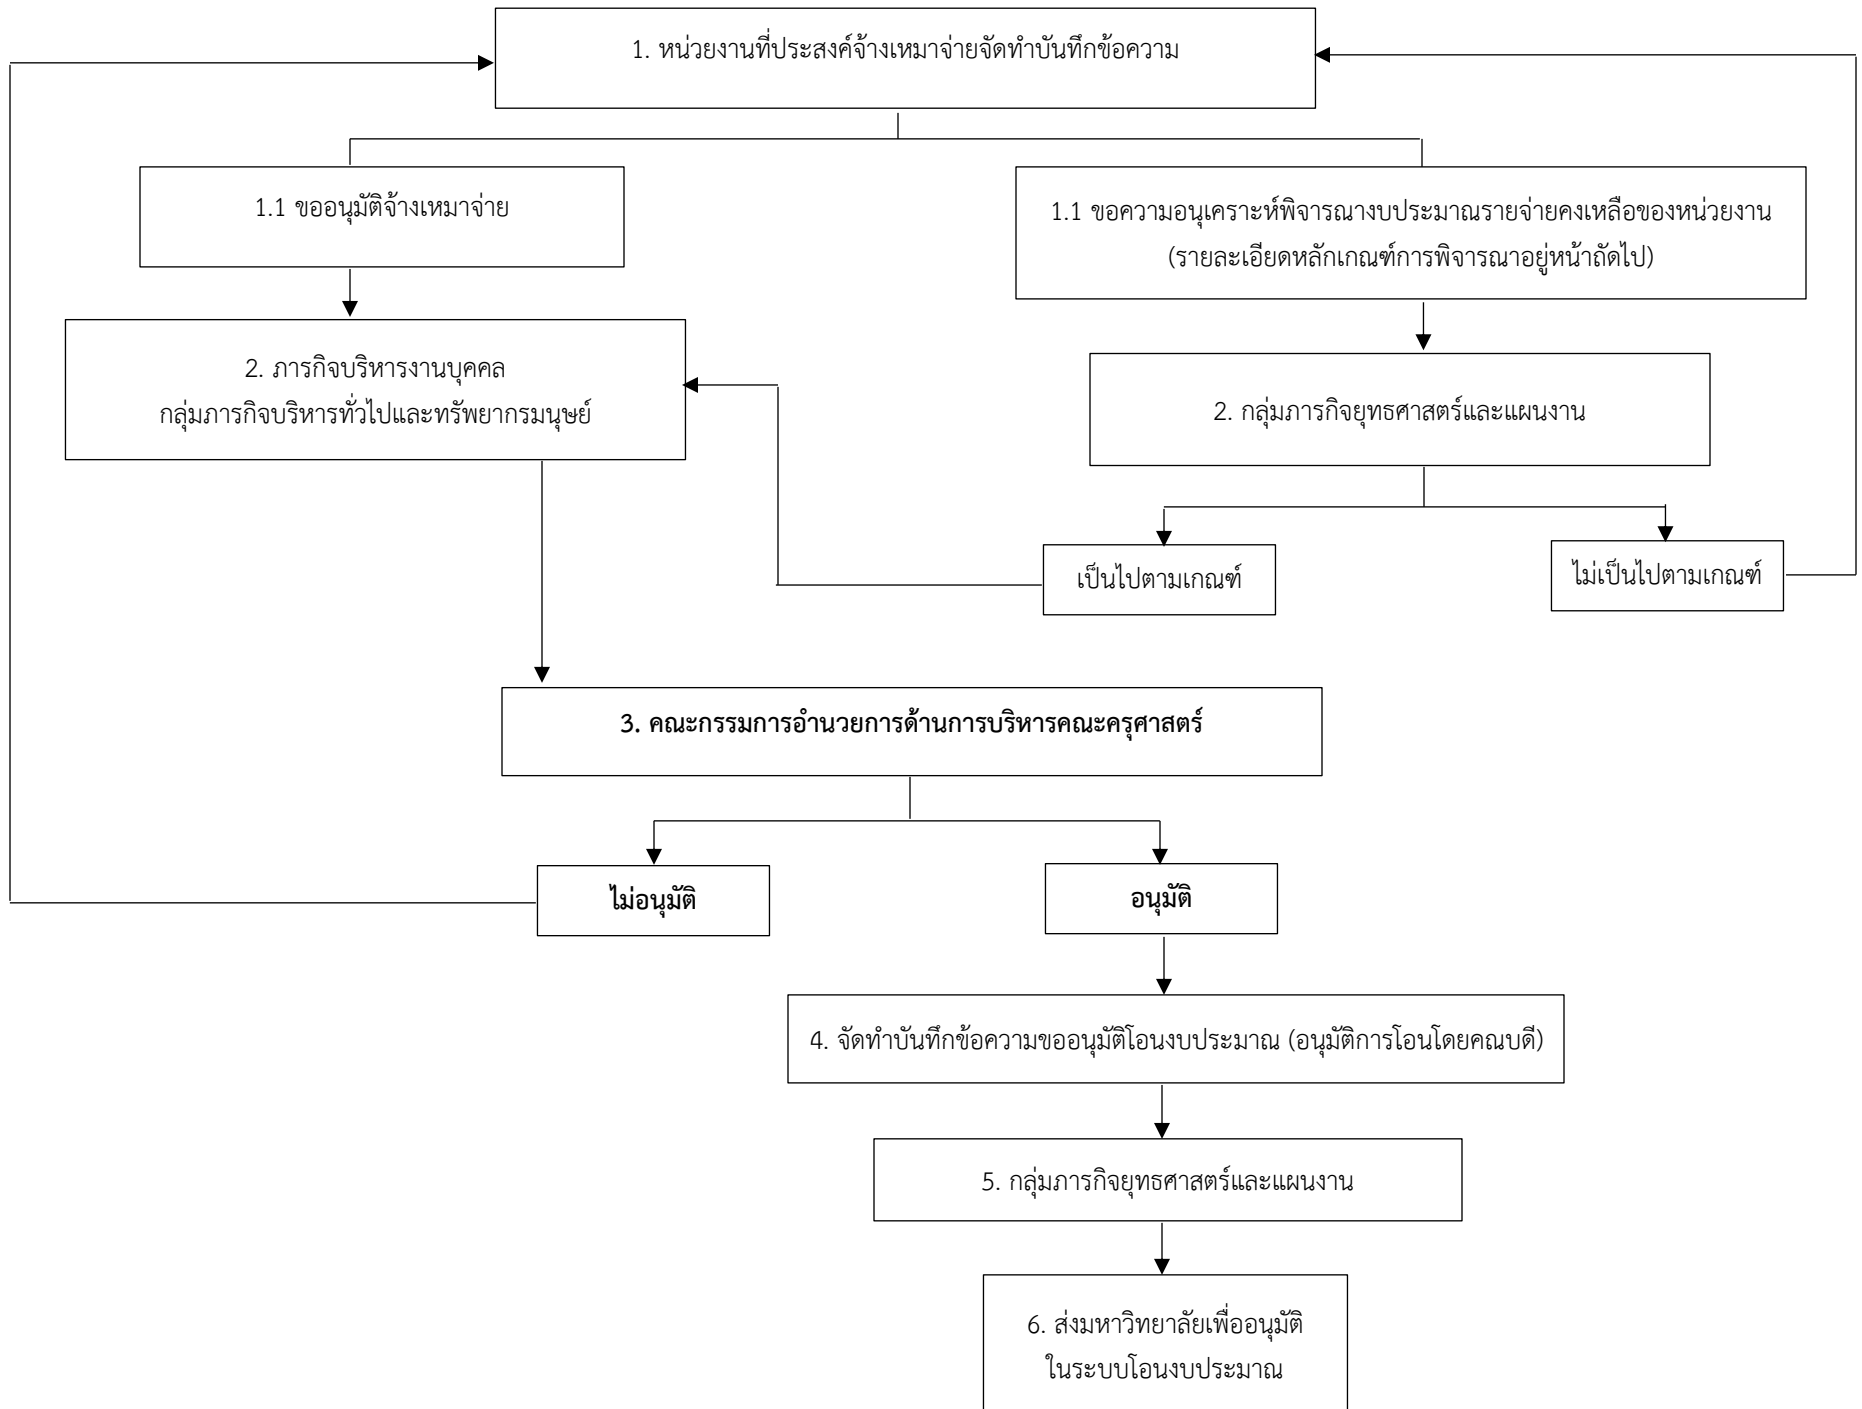 1. หน่วยงานที่ประสงค์จ้างเหมาจ่ายจัดทำบันทึกข้อความ
1.1 ขออนุมัติจ้างเหมาจ่าย
1.1 ขอความอนุเคราะห์พิจารณางบประมาณรายจ่ายคงเหลือของหน่วยงาน
(รายละเอียดหลักเกณฑ์การพิจารณาอยู่หน้าถัดไป)
2. ภารกิจบริหารงานบุคคล
กลุ่มภารกิจบริหารทั่วไปและทรัพยากรมนุษย์
2. กลุ่มภารกิจยุทธศาสตร์และแผนงาน
เป็นไปตามเกณฑ์
ไม่เป็นไปตามเกณฑ์
3. คณะกรรมการอำนวยการด้านการบริหารคณะครุศาสตร์
ไม่อนุมัติ
อนุมัติ
4. จัดทำบันทึกข้อความขออนุมัติโอนงบประมาณ (อนุมัติการโอนโดยคณบดี)
5. กลุ่มภารกิจยุทธศาสตร์และแผนงาน
6. ส่งมหาวิทยาลัยเพื่ออนุมัติ
ในระบบโอนงบประมาณ